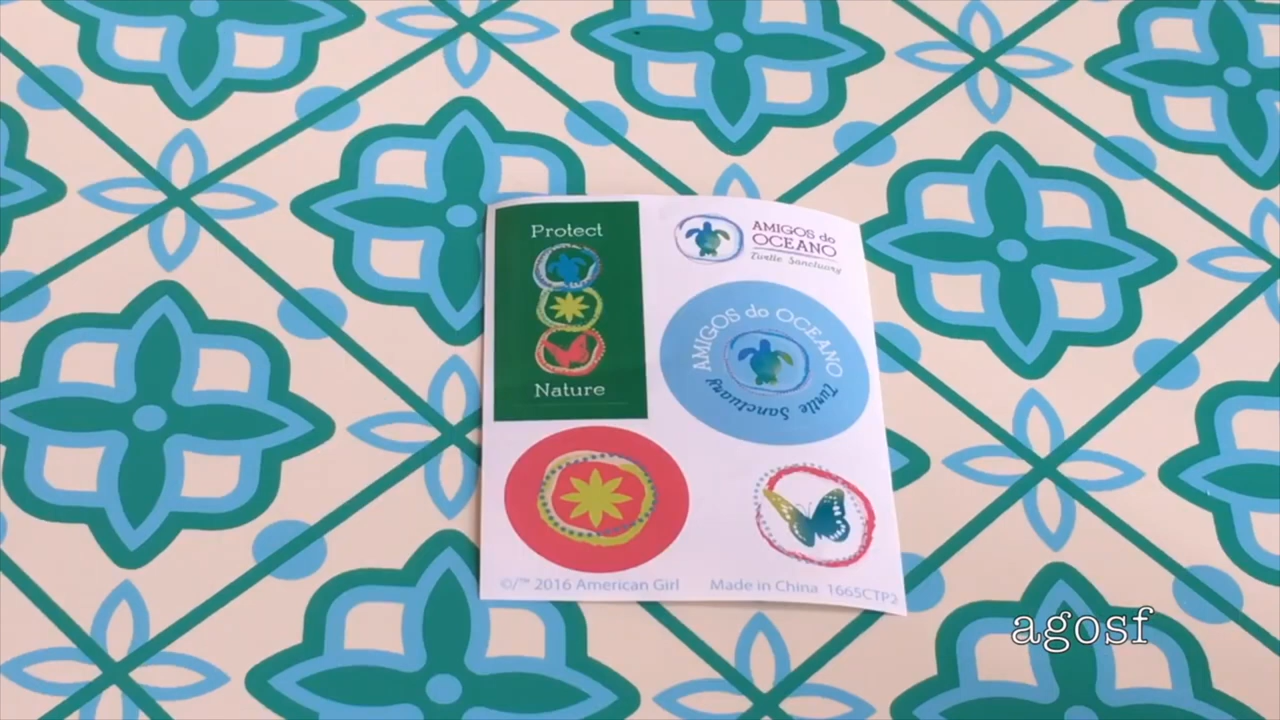 Protect
Nature
AMIGOS do
OCEANO
Turtle Sanctuary
AMIGOS do OCEANO
Turtle Sanctuary
©/™ 2016 American Girl
Made in China 1665CTP2
agosf